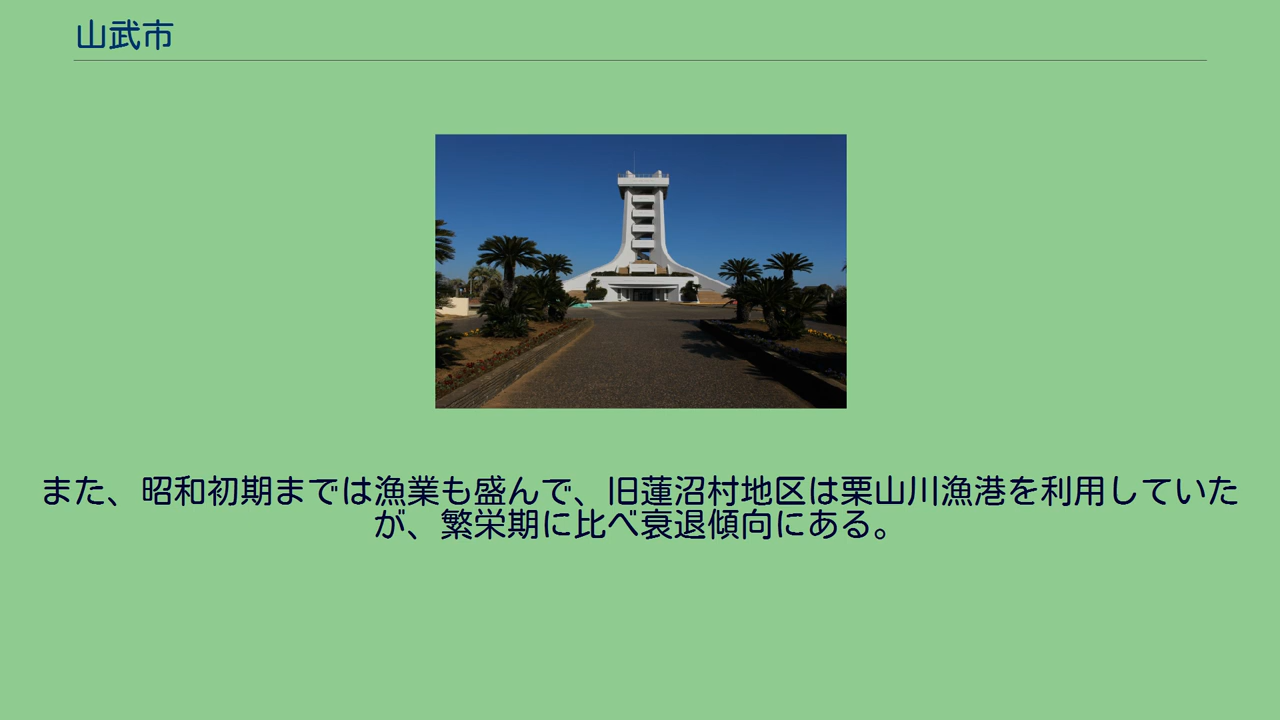 山武市
また、昭和初期までは漁業も盛んで、旧蓮沼村地区は栗山川漁港を利用していた
が、繁栄期に比べ衰退傾向にある。